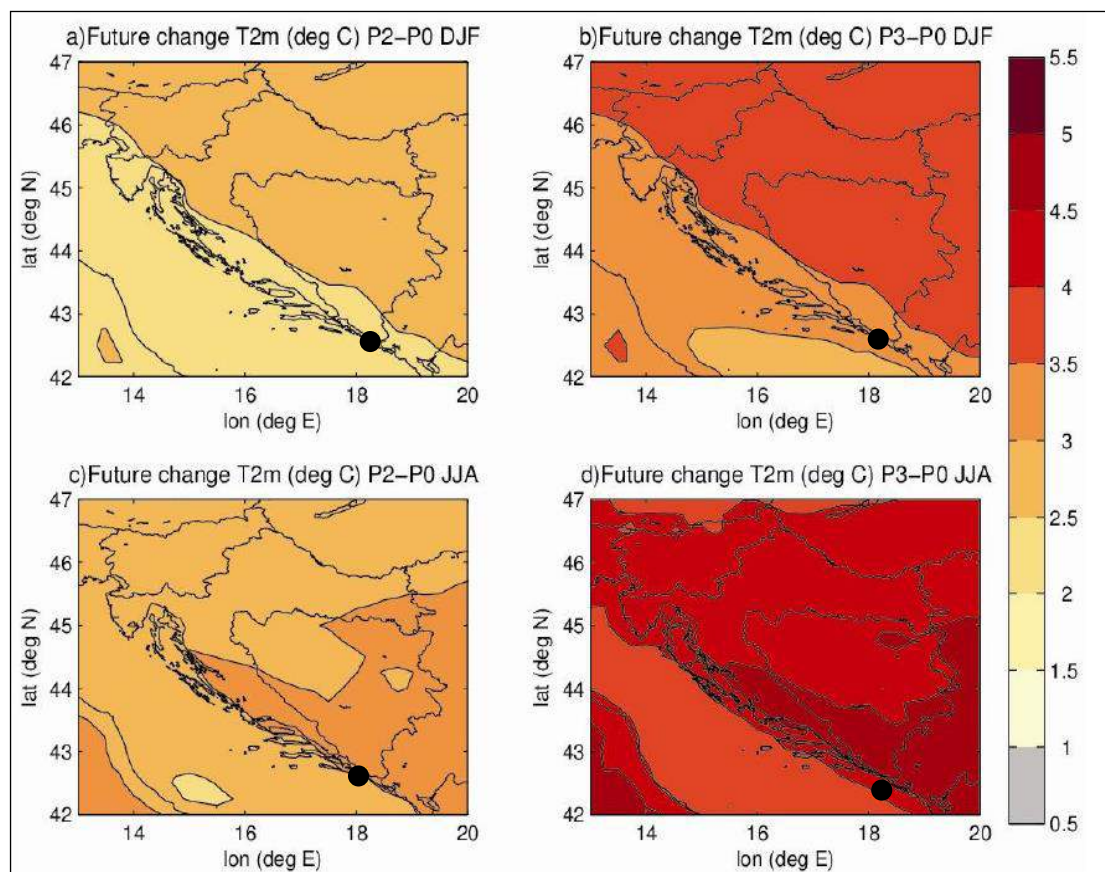 a)Future change T2m (deg C) P2−P0 DJF
47
46
45
44
43
42
lat (deg N)
14 16 18 20
lon (deg E)
b)Future change T2m (deg C) P3−P0 DJF
47
46
45
44
43
42
lat (deg N)
14 16 18 20
lon (deg E)
c)Future change T2m (deg C) P2−P0 JJA
47
46
45
44
43
42
lat (deg N)
14 16 18 20
lon (deg E)
d)Future change T2m (deg C) P3−P0 JJA
47
46
45
44
43
42
lat (deg N)
14 16 18 20
lon (deg E)
5.5
5
4.5
4
3.5
3
2.5
2
1.5
1
0.5